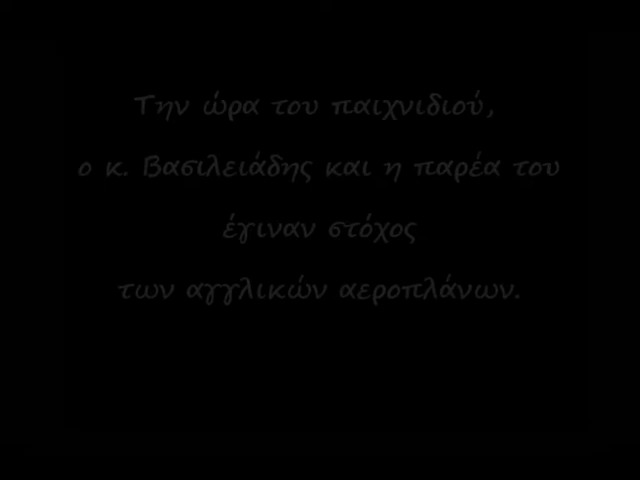 Την ώρα του παιχνιδιού,
ο κ. Βασιλειάδης και η παρέα του
έγιναν στόχος
των αγγλικών αεροπλάνων.